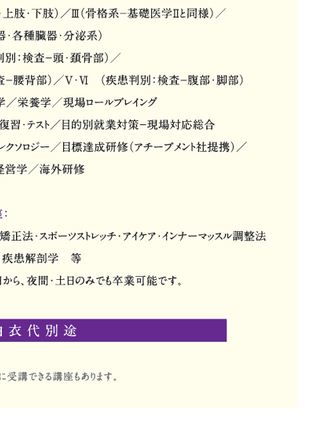 ・上肢・下肢）／Ⅲ（骨格系−基礎医学Ⅱと同様）／
器・各種臓器・分泌系）
判別：検査−頭・頚骨部）／
査−腰背部）／Ⅴ・Ⅵ　（疾患判別：検査−腹部・脚部）
学／栄養学／現場ロールプレイング
復習・テスト／目的別就業対策−現場対応総合
レクソロジー／目標達成研修（アチーブメント社提携）／
経営学／海外研修
：
矯正法・スポーツストレッチ・アイケア・インナーマッスル調整法
疾患解剖学　等
から、夜間・土日のみでも卒業可能です。
白衣代別途
に受講できる講座もあります。